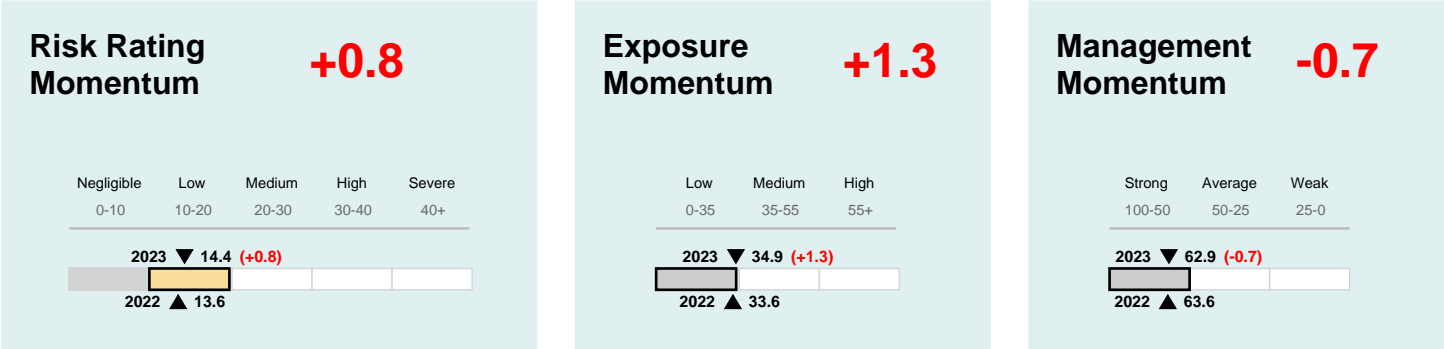 Risk Rating
Momentum
+0.8
Negligible Low Medium High Severe
0-10 10-20 20-30 30-40 40+
2023 ▼ 14.4 (+0.8)
2022 ▲ 13.6
Exposure
Momentum
+1.3
Low Medium High
0-35 35-55 55+
2023 ▼ 34.9 (+1.3)
2022 ▲ 33.6
Management
Momentum
-0.7
Strong Average Weak
100-50 50-25 25-0
2023 ▼ 62.9 (-0.7)
2022 ▲ 63.6